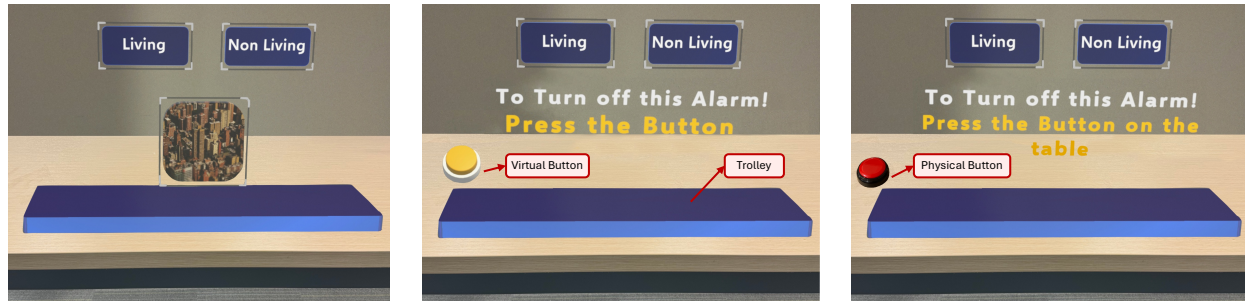 Living
Non Living
Living
Non Living
To Turn off this Alarm!
Press the Button
Virtual Button
Trolley
Living
Non Living
To Turn off this Alarm!
Press the Button on the
table
Physical Button